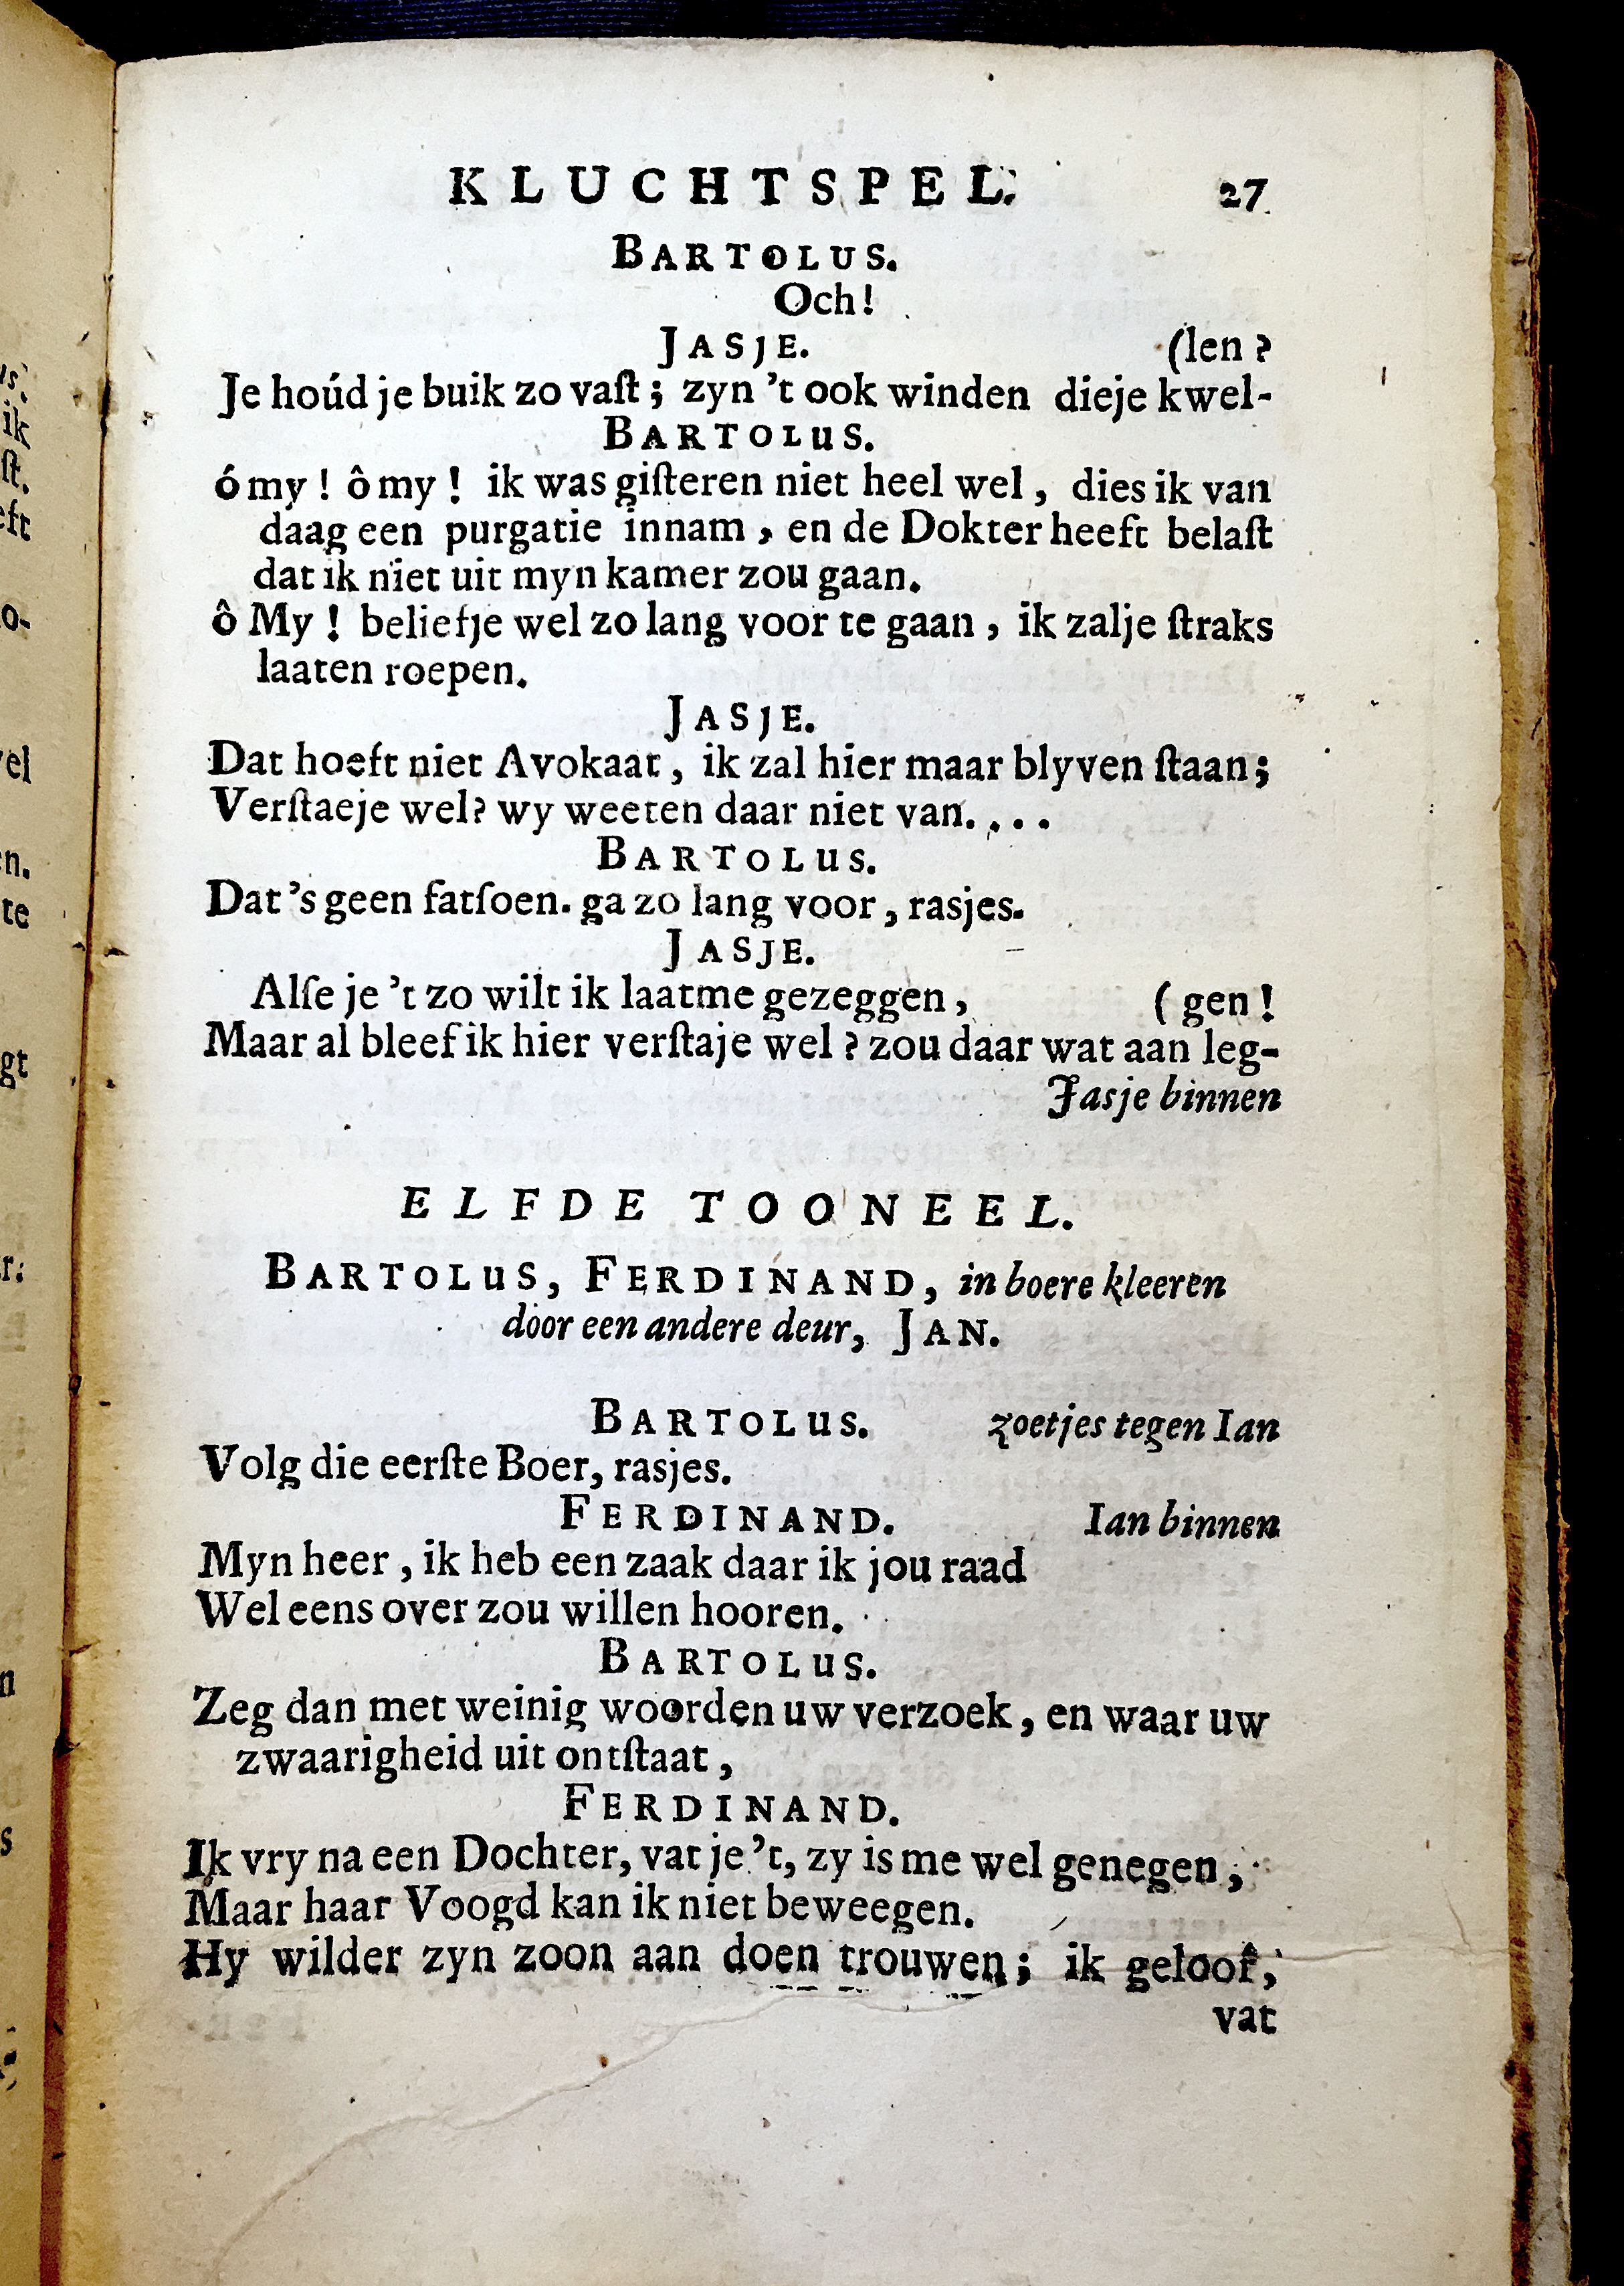 KLUCHTSPEL. 27
BARTOLUS.
Och!
JASJE. (len?
Je hoúd je buik zo vaſt; zyn 't ook winden dieje kwel-
BARTOLUS.
ó my! ô my! ik was giſteren niet heel wel, dies ik van
daag een purgatie innam, en de Dokter heeft belaſt
dat ik niet uit myn kamer zou gaan.
ô My! beliefje wel zo lang voor te gaan, ik zalje ſtraks
laaten roepen.
JASJE.
Dat hoeft niet Avokaat, ik zal hier maar blyven ſtaan;
Verſtaeje wel? wy weeten daar niet van....
BARTOLUS.
Dat 's geen fatſoen. ga zo lang voor, rasjes.
JASJE.
Alſe je 't zo wilt ik laatme gezeggen, (gen!
Maar al bleef ik hier verſtaje wel? zou daar wat aan leg-
Jasje binnen
ELFDE TOONEEL.
BARTOLUS, FERDINAND, in boere kleeren
door een andere deur, JAN.
BARTOLUS. zoetjes tegen Ian
Volg die eerſte Boer, rasjes.
FERDINAND. Ian binnen
Myn heer, ik heb een zaak daar ik jou raad
Wel eens over zou willen hooren.
BARTOLUS.
Zeg dan met weinig woorden uw verzoek, en waar uw
zwaarigheid uit ontſtaat,
FERDINAND.
Ik vry na een Dochter, vat je 't, zy is me wel genegen,
Maar haar Voogd kan ik niet beweegen.
Hy wilder zyn zoon aan doen trouwen; ik geloof,
vat